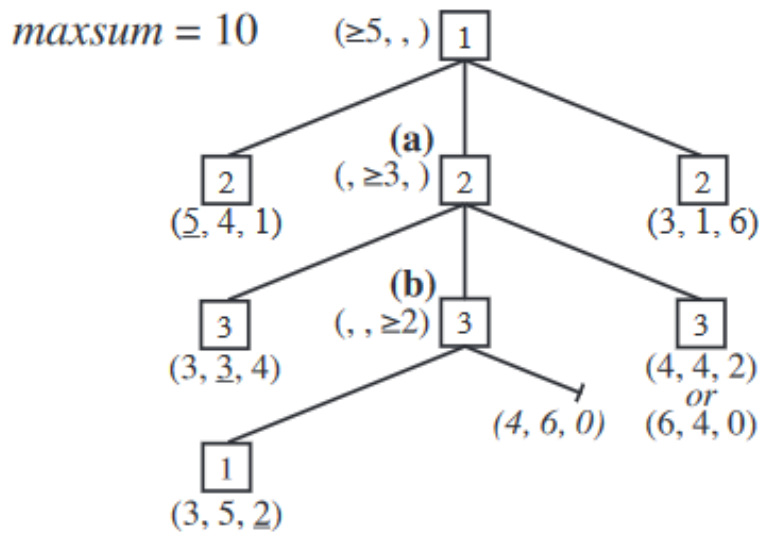 maxsum = 10
(≥5, , ) 1
(a)
2 (, ≥3, ) 2 2
(5, 4, 1) (3, 1, 6)
(b)
3 (, , ≥2) 3 3
(3, 3, 4) (4, 4, 2)
or
(4, 6, 0) (6, 4, 0)
1
(3, 5, 2)